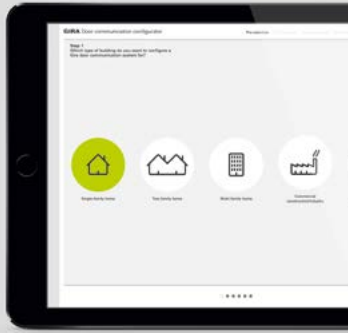 GIRA Door communication configurator
Step 1
Which type of building do you want to configure a
Gira door communication system for?
Single-family home
Two-family home
Multi-family home